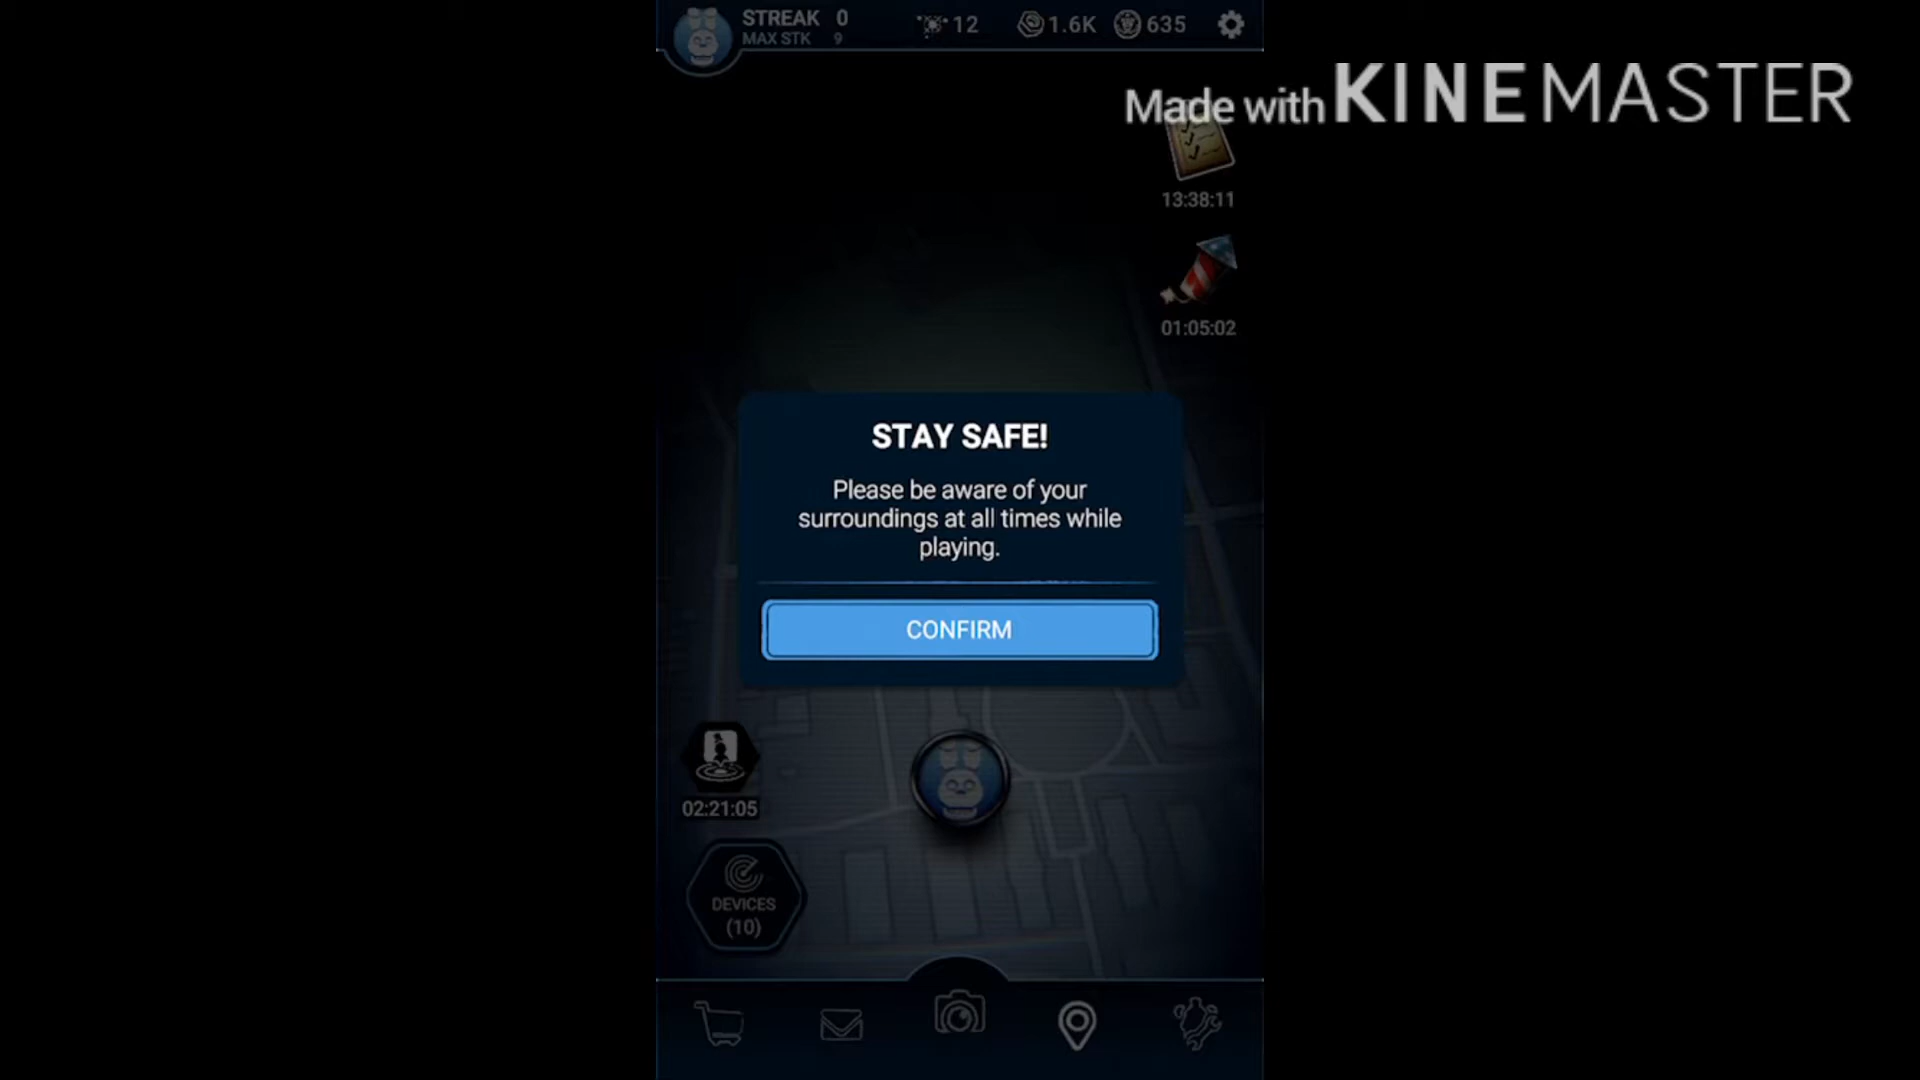 STREAK 0
MAX STK 9
12
1.6K
635
Made with KINEMASTER
13:38:11
01:05:02
STAY SAFE!
Please be aware of your
surroundings at all times while
playing.
CONFIRM
02:21:05
DEVICES
(10)